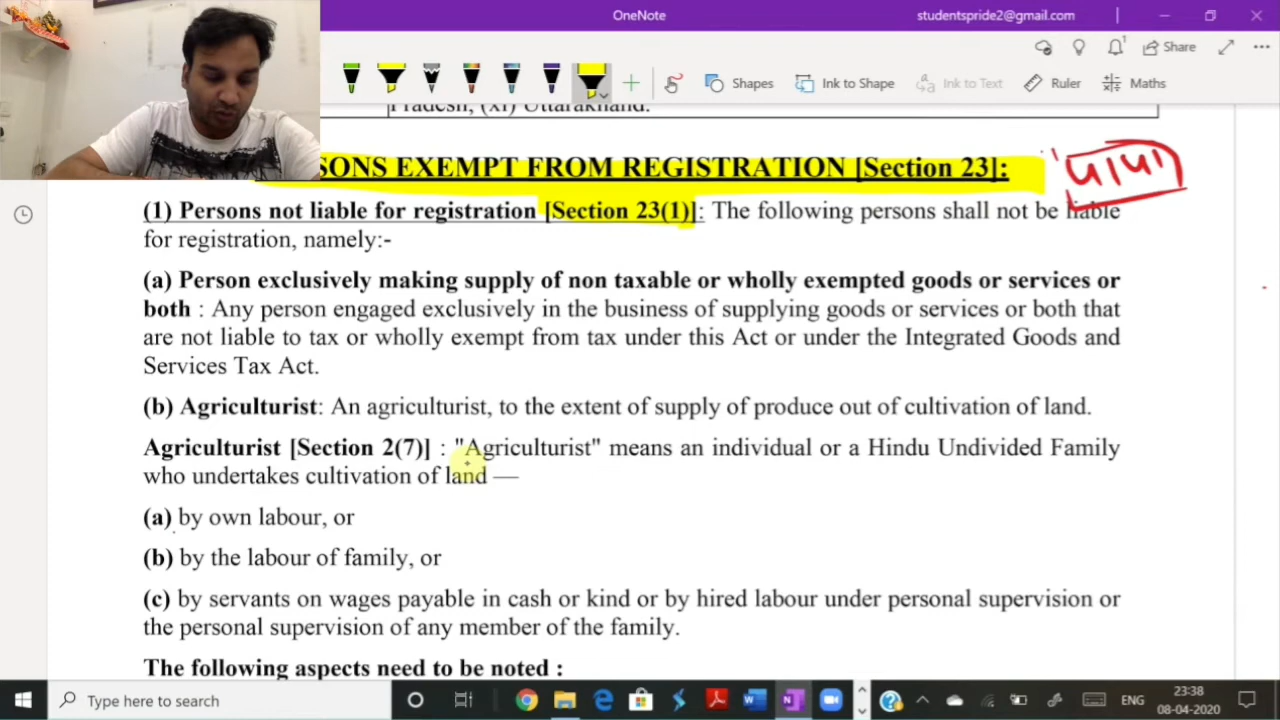 OneNote
studentspride2@gmail.com
Share
Shapes
Ink to Shape
Ink to Text
Ruler
Maths
Pradesh, (xi) Uttarakhand.
SONS EXEMPT FROM REGISTRATION [Section 23]:
(1) Persons not liable for registration [Section 23(1)]: The following persons shall not be liable
for registration, namely:-
(a) Person exclusively making supply of non taxable or wholly exempted goods or services or
both : Any person engaged exclusively in the business of supplying goods or services or both that
are not liable to tax or wholly exempt from tax under this Act or under the Integrated Goods and
Services Tax Act.
(b) Agriculturist: An agriculturist, to the extent of supply of produce out of cultivation of land.
Agriculturist [Section 2(7)] : "Agriculturist" means an individual or a Hindu Undivided Family
who undertakes cultivation of land —
(a) by own labour, or
(b) by the labour of family, or
(c) by servants on wages payable in cash or kind or by hired labour under personal supervision or
the personal supervision of any member of the family.
The following aspects need to be noted :
Type here to search
ENG
23:38
08-04-2020
1